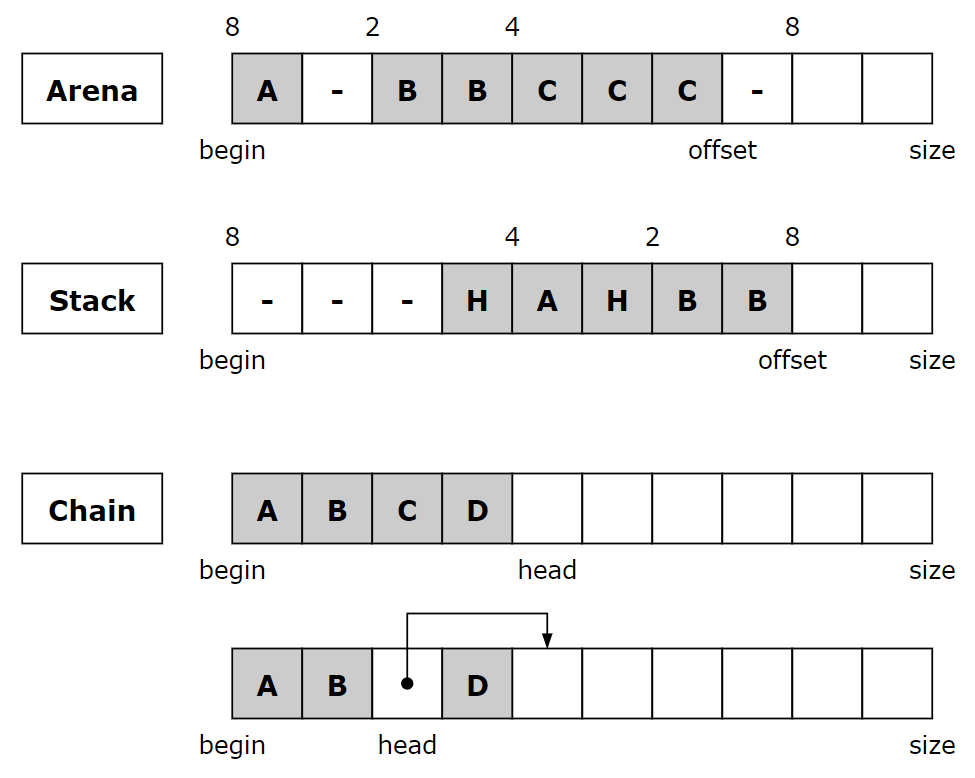 8 2 4 8
Arena A - B B C C C -
begin offset size
8 4 2 8
Stack - - - H A H B B
begin offset size
Chain A B C D
begin head size
A B D
begin head size